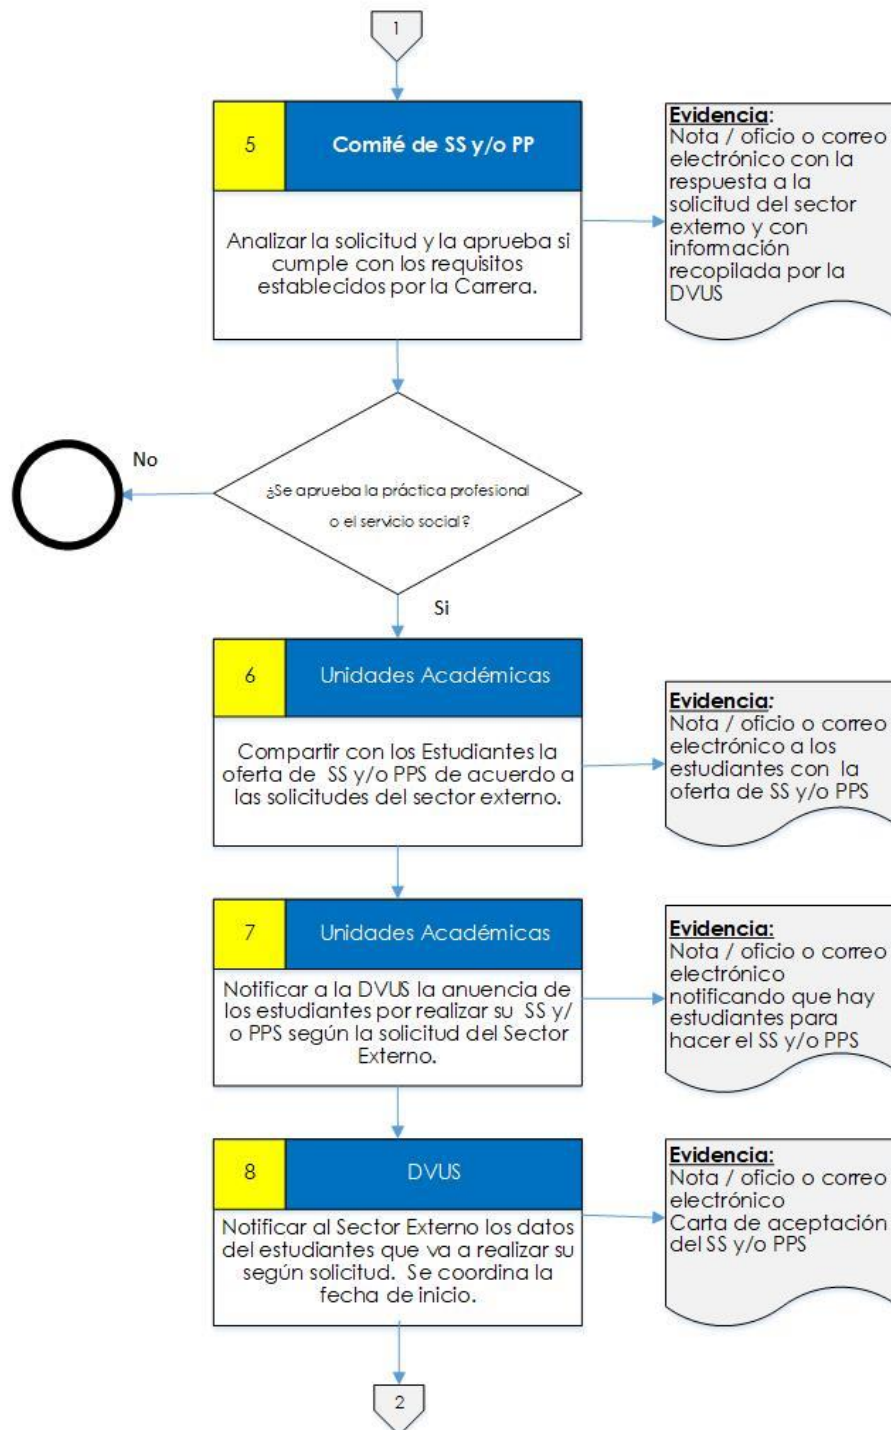 1
5
Comité de SS y/o PP
Analizar la solicitud y la aprueba si
cumple con los requisitos
establecidos por la Carrera.
Evidencia:
Nota / oficio o correo
electrónico con la
respuesta a la
solicitud del sector
externo y con
información
recopilada por la
DVUS
¿Se aprueba la práctica profesional
o el servicio social?
No
Si
6
Unidades Académicas
Compartir con los Estudiantes la
oferta de SS y/o PPS de acuerdo a
las solicitudes del sector externo.
Evidencia:
Nota / oficio o correo
electrónico a los
estudiantes con la
oferta de SS y/o PPS
7
Unidades Académicas
Notificar a la DVUS la anuencia de
los estudiantes por realizar su SS y/
o PPS según la solicitud del Sector
Externo.
Evidencia:
Nota / oficio o correo
electrónico
notificando que hay
estudiantes para
hacer el SS y/o PPS
8
DVUS
Notificar al Sector Externo los datos
del estudiantes que va a realizar su
según solicitud. Se coordina la
fecha de inicio.
Evidencia:
Nota / oficio o correo
electrónico
Carta de aceptación
del SS y/o PPS
2